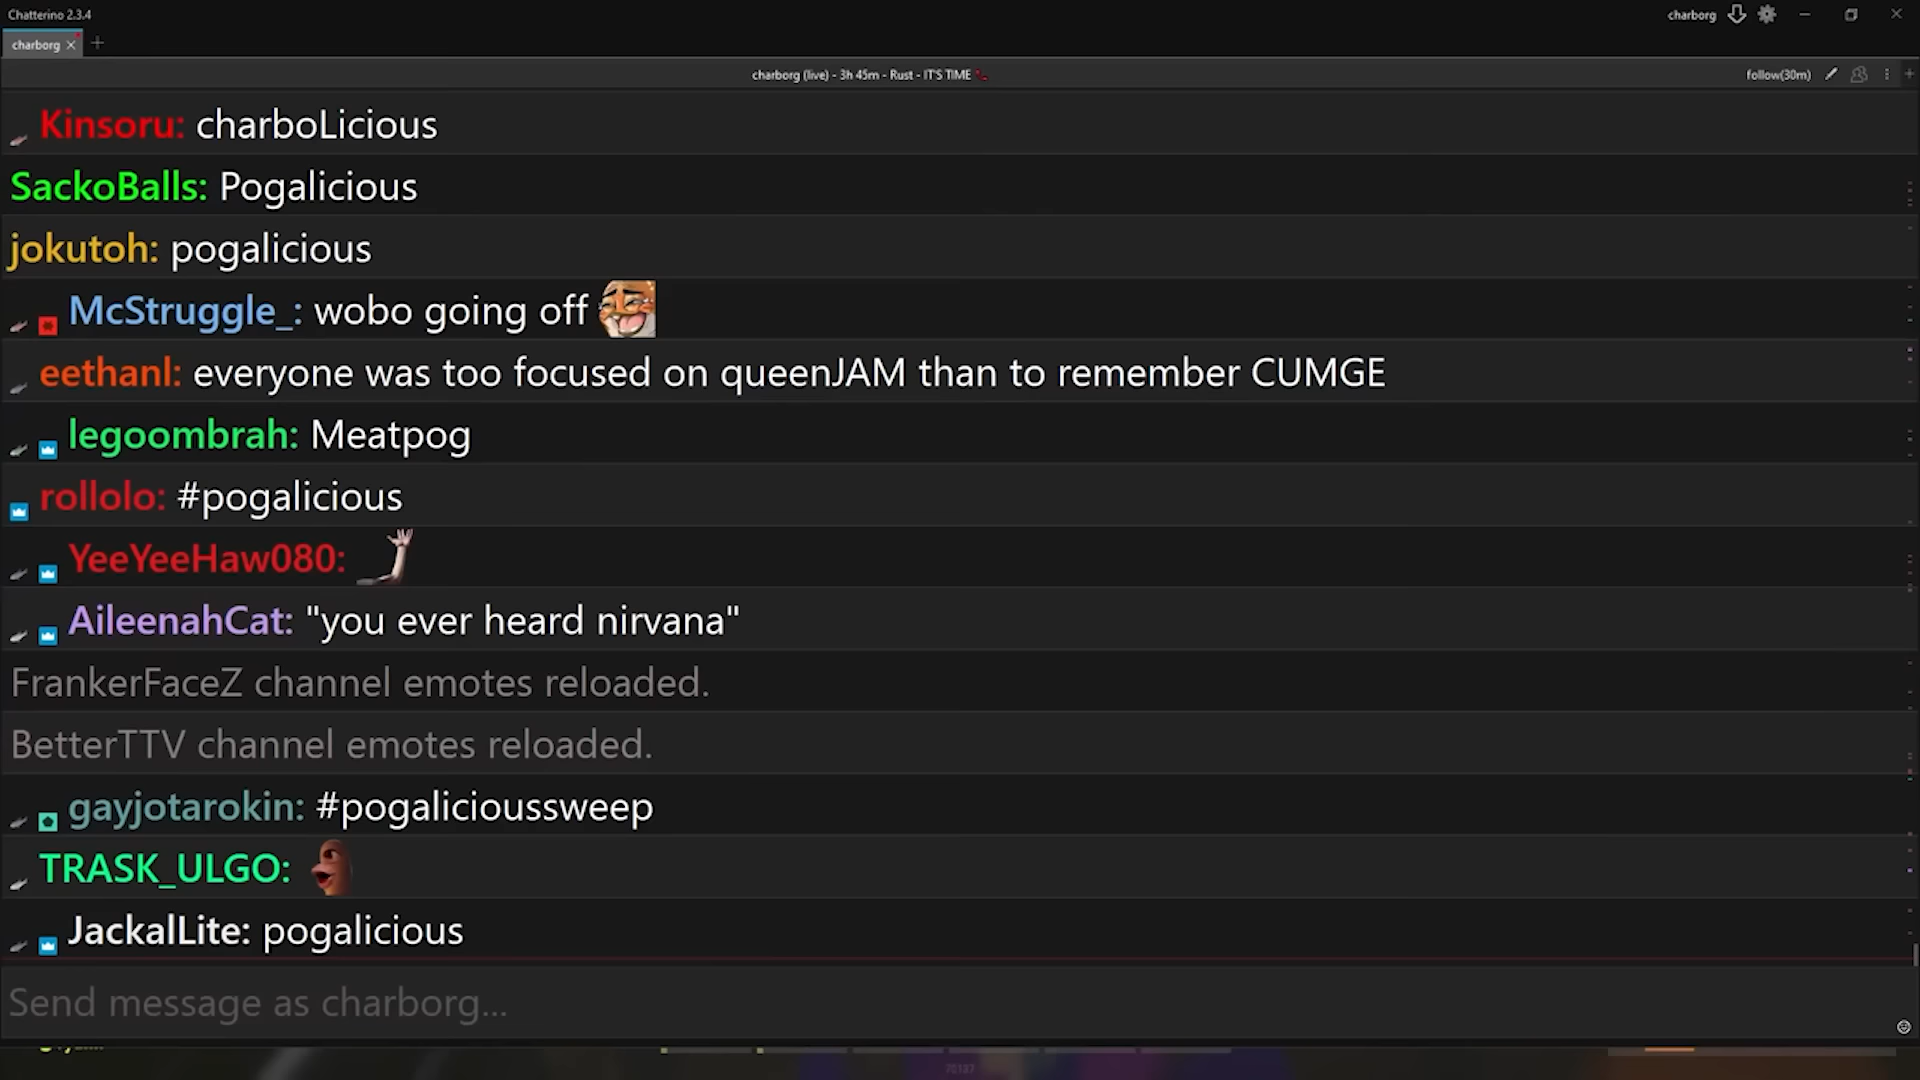 Chatterino 2.3.4
charborg
charborg
charborg (live) - 3h 45m - Rust - IT'S TIME
follow(30m)
Kinsoru: charboLicious
SackoBalls: Pogalicious
jokutoh: pogalicious
McStruggle_: wobo going off
eethanl: everyone was too focused on queenJAM than to remember CUMGE
legoombrah: Meatpog
rollolo: #pogalicious
YeeYeeHaw080:
AileenahCat: "you ever heard nirvana"
FrankerFaceZ channel emotes reloaded.
BetterTTV channel emotes reloaded.
gayjotarokin: #pogalicioussweep
TRASK_ULGO:
JackalLite: pogalicious
Send message as charborg...